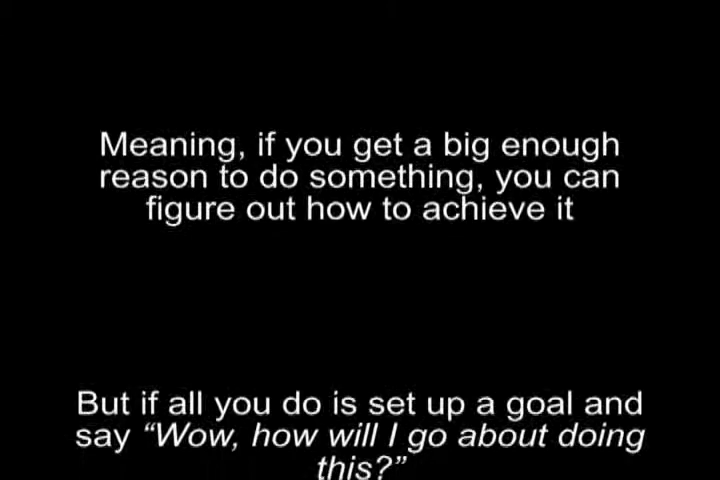 Meaning, if you get a big enough
reason to do something, you can
figure out how to achieve it
But if all you do is set up a goal and
say “Wow, how will I go about doing
this?”